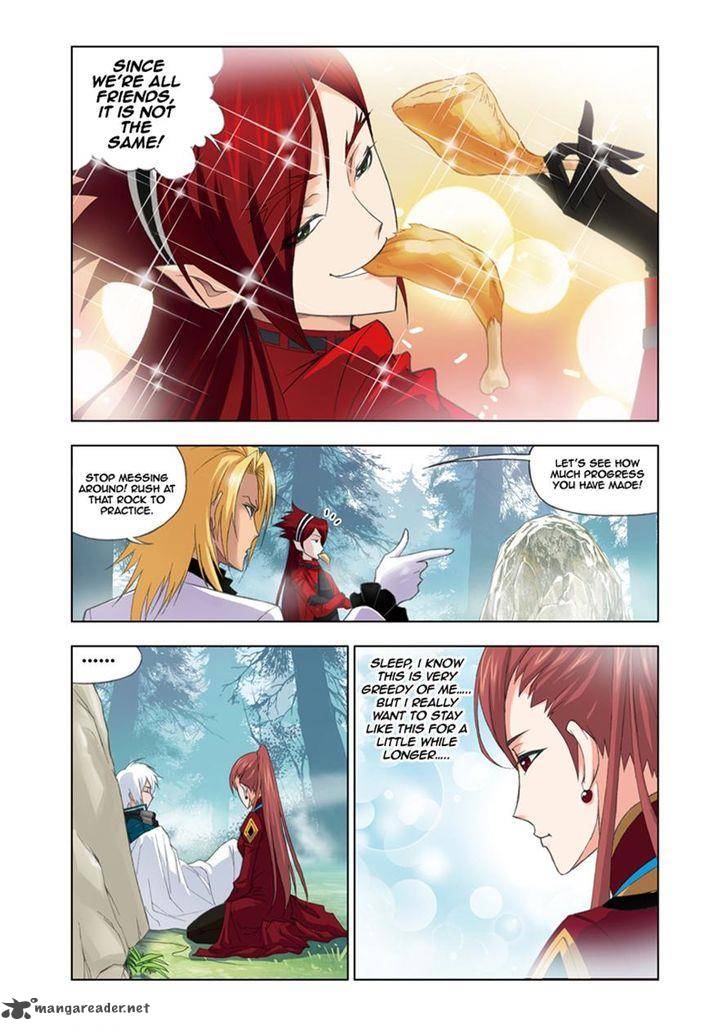 SINCE
WE'RE ALL
FRIENDS,
IT IS NOT
THE
SAME!
STOP MESSING
AROUND! RUSH AT
THAT ROCK TO
PRACTICE.
LET'S SEE HOW
MUCH PROGRESS
YOU HAVE MADE!
......
SLEEP, I KNOW
THIS IS VERY
GREEDY OF ME.....
BUT I REALLY
WANT TO STAY
LIKE THIS FOR A
LITTLE WHILE
LONGER.....
mangareader.net